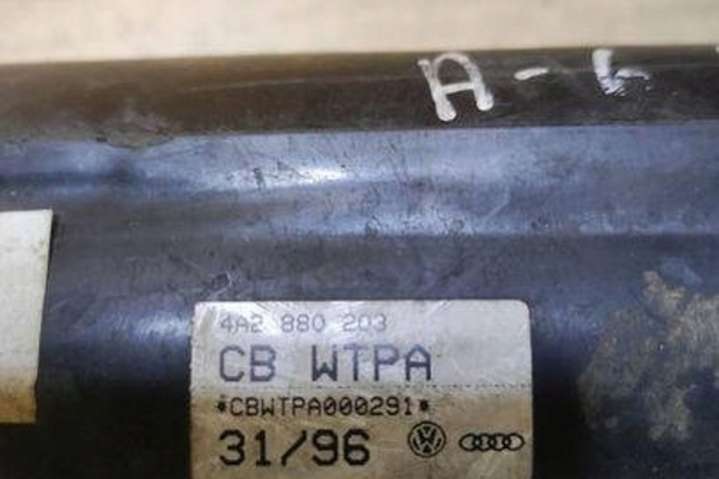 A-6
4A2 880 203
CB WTPA
*CBWTPA000291*
31/96